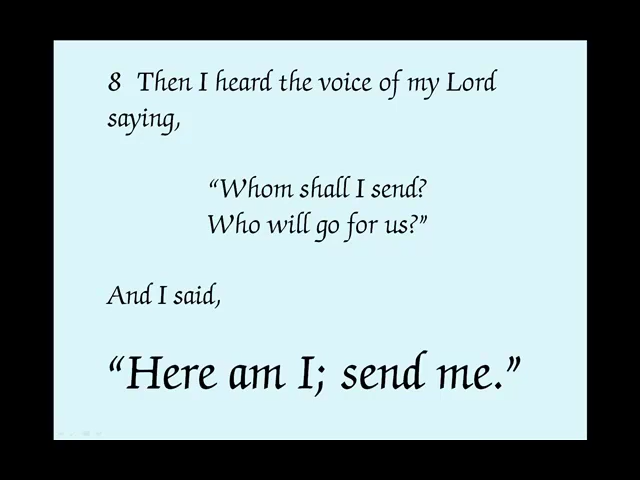 8 Then I heard the voice of my Lord
saying,
“Whom shall I send?
Who will go for us?”
And I said,
“Here am I; send me.”